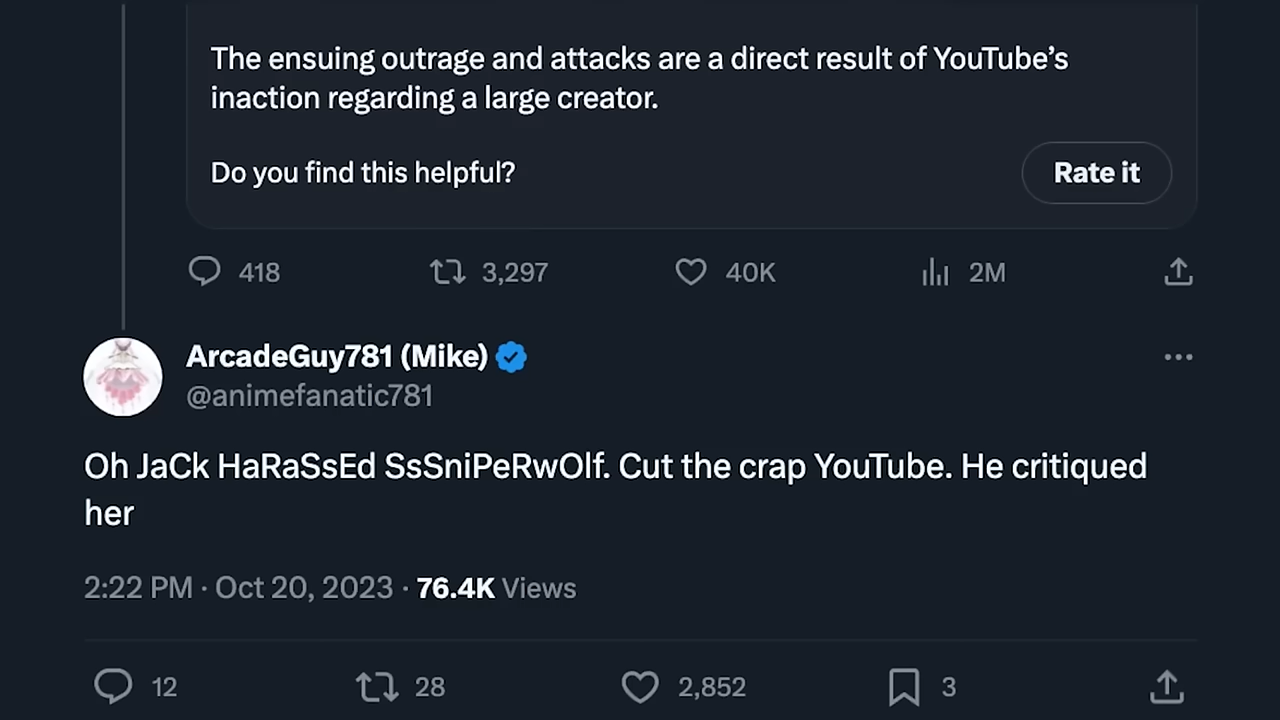 The ensuing outrage and attacks are a direct result of YouTube’s
inaction regarding a large creator.
Do you find this helpful?
Rate it
418 3,297 40K 2M
ArcadeGuy781 (Mike)
@animefanatic781
Oh JaCk HaRaSsEd SsSniPeRwOlf. Cut the crap YouTube. He critiqued
her
2:22 PM · Oct 20, 2023 · 76.4K Views
12 28 2,852 3